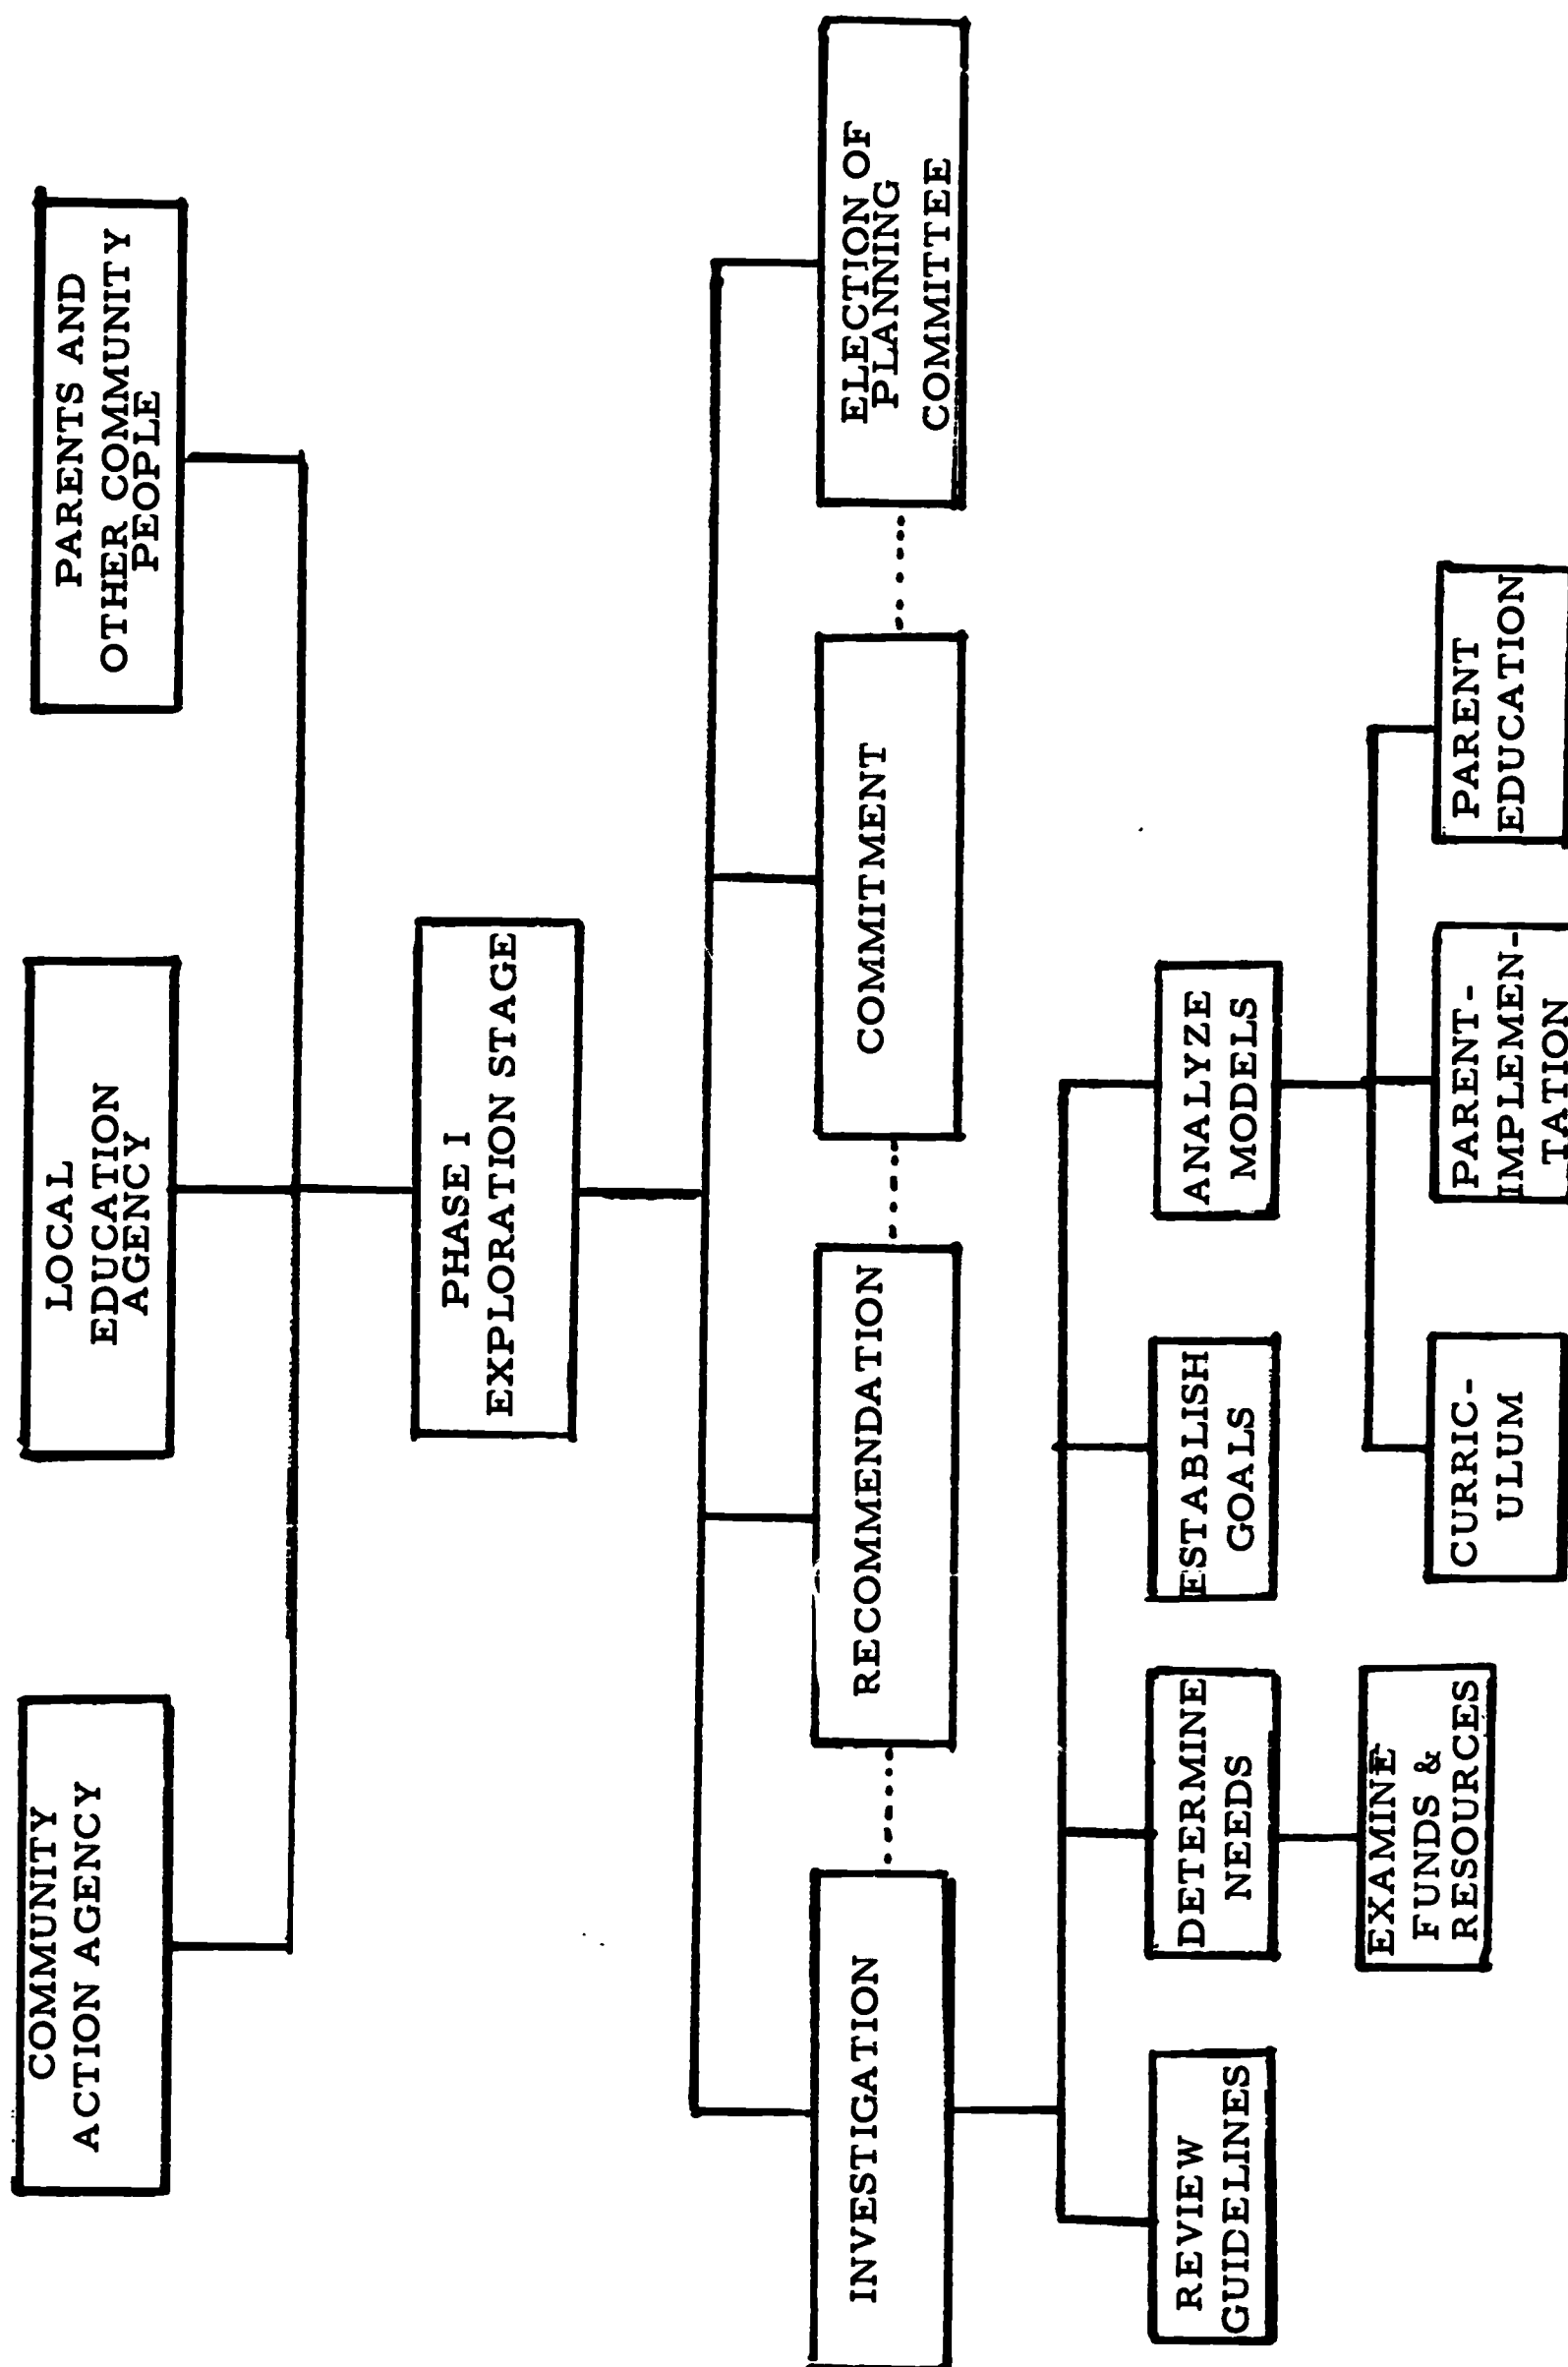 COMMUNITY
ACTION AGENCY
LOCAL
EDUCATION
AGENCY
PARENTS AND
OTHER COMMUNITY
PEOPLE
PHASE I
EXPLORATION STAGE
INVESTIGATION
RECOMMENDATION
COMMITMENT
ELECTION OF
PLANNING
COMMITTEE
REVIEW
GUIDELINES
DETERMINE
NEEDS
ESTABLISH
GOALS
ANALYZE
MODELS
EXAMINE
FUNDS &
RESOURCES
CURRIC-
ULUM
PARENT-
IMPLEMEN-
TATION
PARENT
EDUCATION